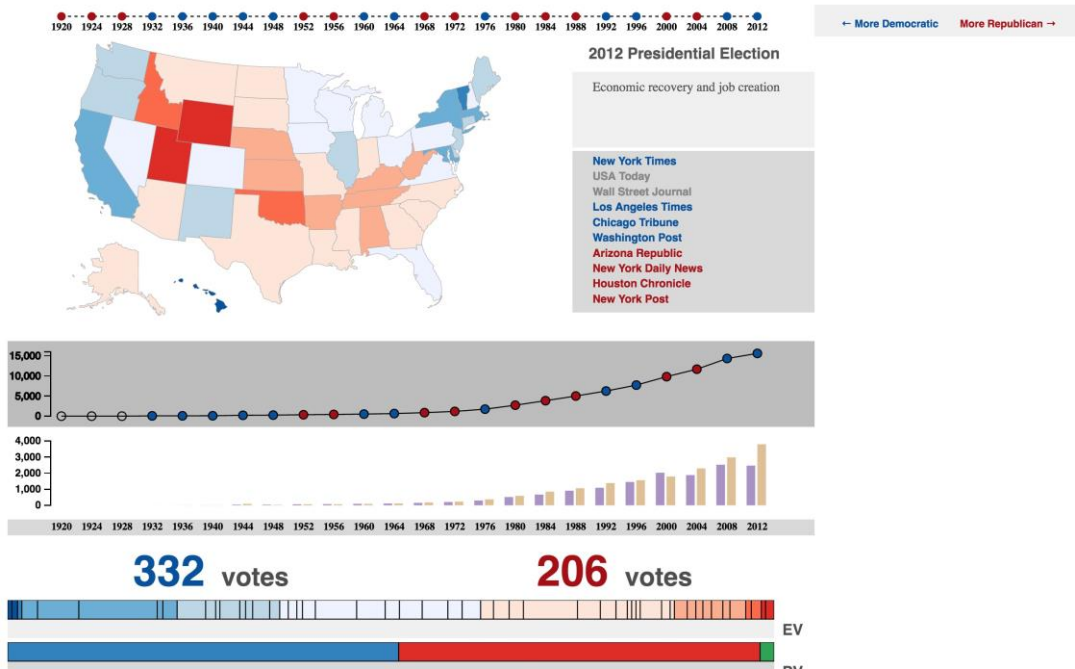 1920 1924 1928 1932 1936 1940 1944 1948 1952 1956 1960 1964 1968 1972 1976 1980 1984 1988 1992 1996 2000 2004 2008 2012
← More Democratic More Republican →
2012 Presidential Election
Economic recovery and job creation
New York Times
USA Today
Wall Street Journal
Los Angeles Times
Chicago Tribune
Washington Post
Arizona Republic
New York Daily News
Houston Chronicle
New York Post
15,000
10,000
5,000
0
4,000
3,000
2,000
1,000
0
1920 1924 1928 1932 1936 1940 1944 1948 1952 1956 1960 1964 1968 1972 1976 1980 1984 1988 1992 1996 2000 2004 2008 2012
332 votes 206 votes
EV